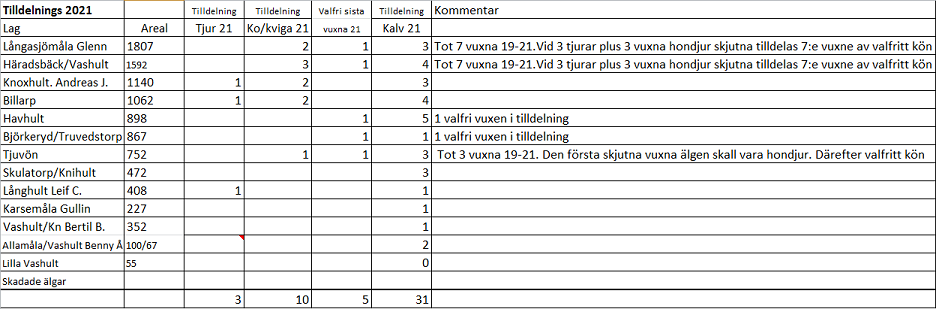 Tilldelnings 2021 Tilldelning Tilldelning Valfri sista Tilldelning Kommentar
Lag Areal Tjur 21 Ko/kviga 21 vuxna 21 Kalv 21
Långasjömåla Glenn 1807 2 1 3 Tot 7 vuxna 19-21.Vid 3 tjurar plus 3 vuxna hondjur skjutna tilldelas 7:e vuxne av valfritt kön
Häradsbäck/Vashult 1592 3 1 4 Tot 7 vuxna 19-21.Vid 3 tjurar plus 3 vuxna hondjur skjutna tilldelas 7:e vuxne av valfritt kön
Knoxhult. Andreas J. 1140 1 2 3
Billarp 1062 1 2 4
Havhult 898 1 5 1 valfri vuxen i tilldelning
Björkeryd/Truvedstorp 867 1 1 1 valfri vuxen i tilldelning
Tjuvön 752 1 1 3 Tot 3 vuxna 19-21. Den första skjutna vuxna älgen skall vara hondjur. Därefter valfritt kön
Skulatorp/Knihult 472 3
Långhult Leif C. 408 1 1
Karsemåla Gullin 227 1
Vashult/Kn Bertil B. 352 1
Allamåla/Vashult Benny Å 100/67 2
Lilla Vashult 55 0
Skadade älgar
3 10 5 31